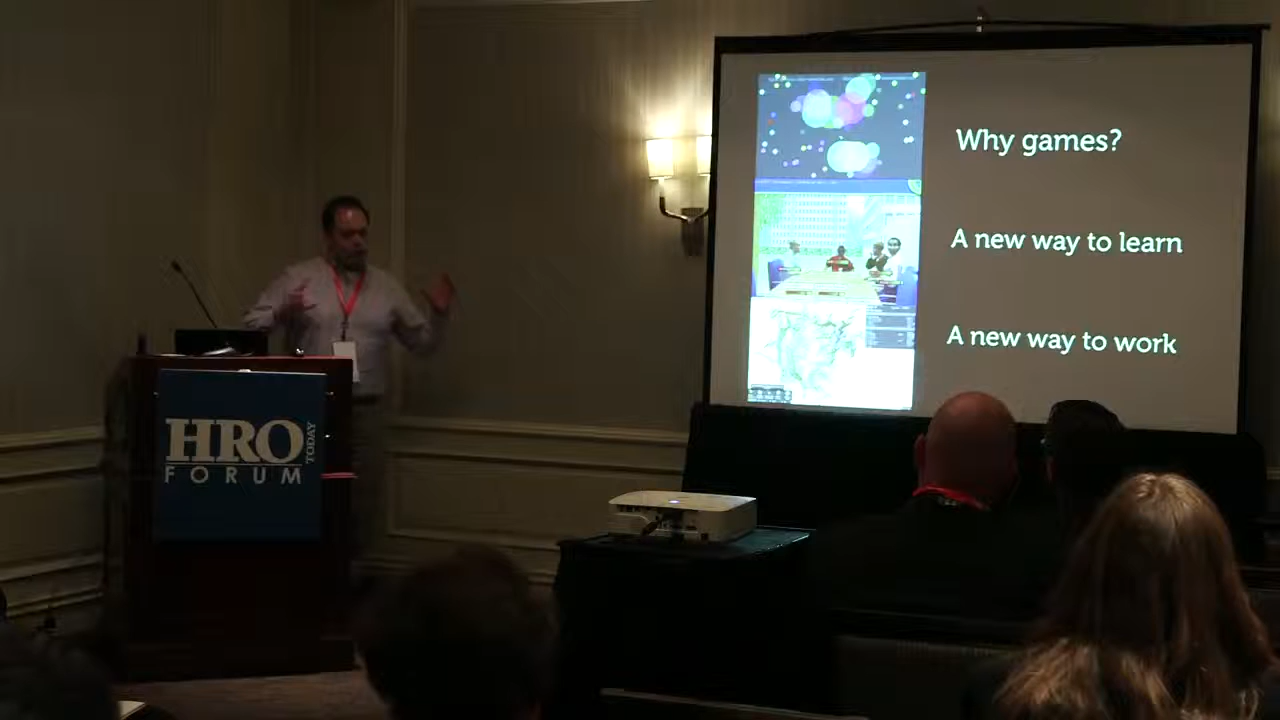 HRO
TODAY
FORUM
Why games?
A new way to learn
A new way to work